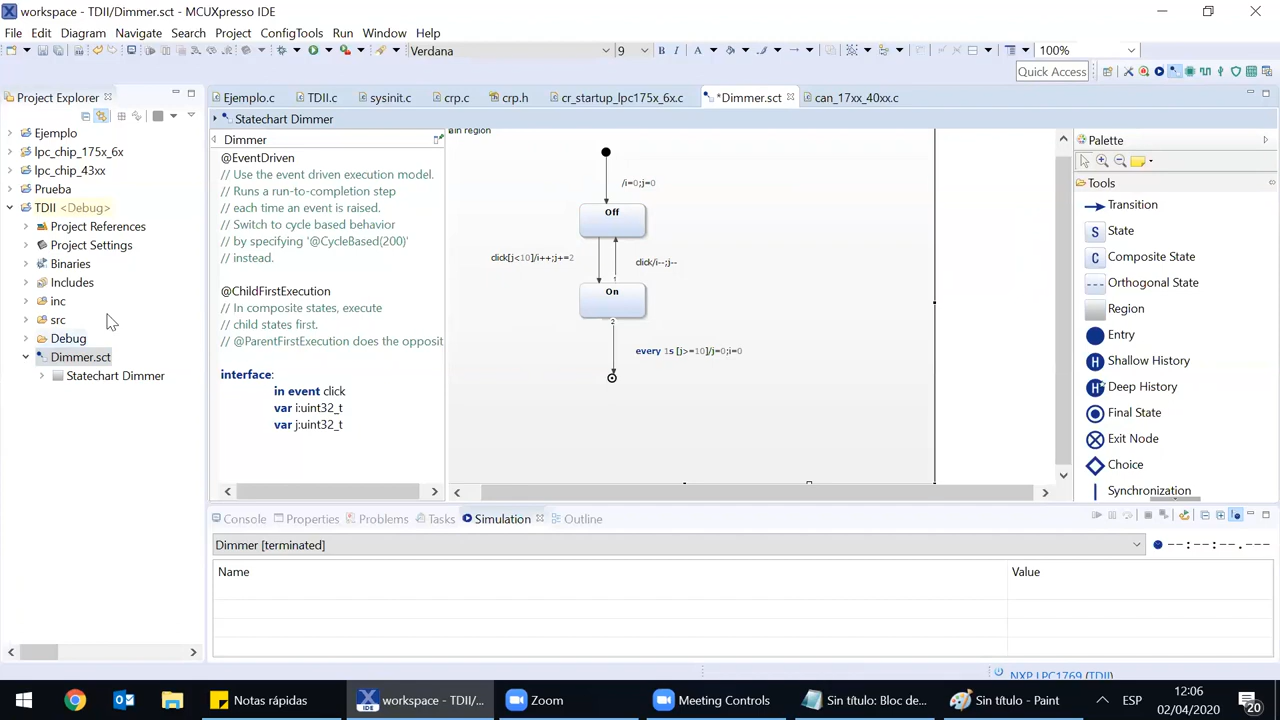 workspace - TDII/Dimmer.sct - MCUXpresso IDE
File Edit Diagram Navigate Search Project ConfigTools Run Window Help
Verdana 9 B I A 100%
Quick Access
Project Explorer
Ejemplo.c TDII.c sysinit.c crp.c crp.h cr_startup_lpc175x_6x.c *Dimmer.sct can_17xx_40xx.c
Ejemplo
lpc_chip_175x_6x
lpc_chip_43xx
Prueba
TDII <Debug>
Project References
Project Settings
Binaries
Includes
inc
src
Debug
Dimmer.sct
Statechart Dimmer
Statechart Dimmer
Dimmer
@EventDriven
// Use the event driven execution model.
// Runs a run-to-completion step
// each time an event is raised.
// Switch to cycle based behavior
// by specifying '@CycleBased(200)'
// instead.
@ChildFirstExecution
// In composite states, execute
// child states first.
// @ParentFirstExecution does the opposit
interface:
in event click
var i:uint32_t
var j:uint32_t
ain region
/i=0;j=0
Off
click[j<10]/i++;j+=2
click/i--;j--
1
On
2
every 1s [j>=10]/j=0;i=0
Palette
Tools
Transition
S State
C Composite State
Orthogonal State
Region
Entry
H Shallow History
H* Deep History
Final State
Exit Node
Choice
Synchronization
Console Properties Problems Tasks Simulation Outline
Dimmer [terminated]
--:--:--.---
Name Value
NXP LPC1769 (TDII)
Notas rápidas
workspace - TDII/...
Zoom
Meeting Controls
Sin título: Bloc de ...
Sin título - Paint
ESP
12:06
02/04/2020
20